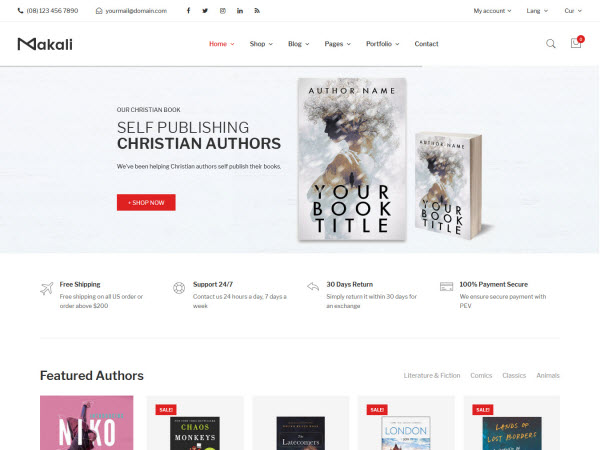 (08) 123 456 7890 yourmail@domain.com My account Lang Cur
Makali Home Shop Blog Pages Portfolio Contact
OUR CHRISTIAN BOOK
SELF PUBLISHING
CHRISTIAN AUTHORS
We've been helping Christian authors self publish their books.
+ SHOP NOW
AUTHOR NAME
YOUR
BOOK
TITLE
AUTHOR NAME
YOUR
BOOK
TITLE
Free Shipping
Free shipping on all US order or
order above $200
Support 24/7
Contact us 24 hours a day, 7 days a
week
30 Days Return
Simply return it within 30 days for
an exchange
100% Payment Secure
We ensure secure payment with
PEV
Featured Authors
Literature & Fiction Comics Classics Animals
NIKO
SALE!
CHAOS
MONKEYS
The
Latecomers
SALE!
LONDON
SALE!
LANDS OF
LOST BORDERS